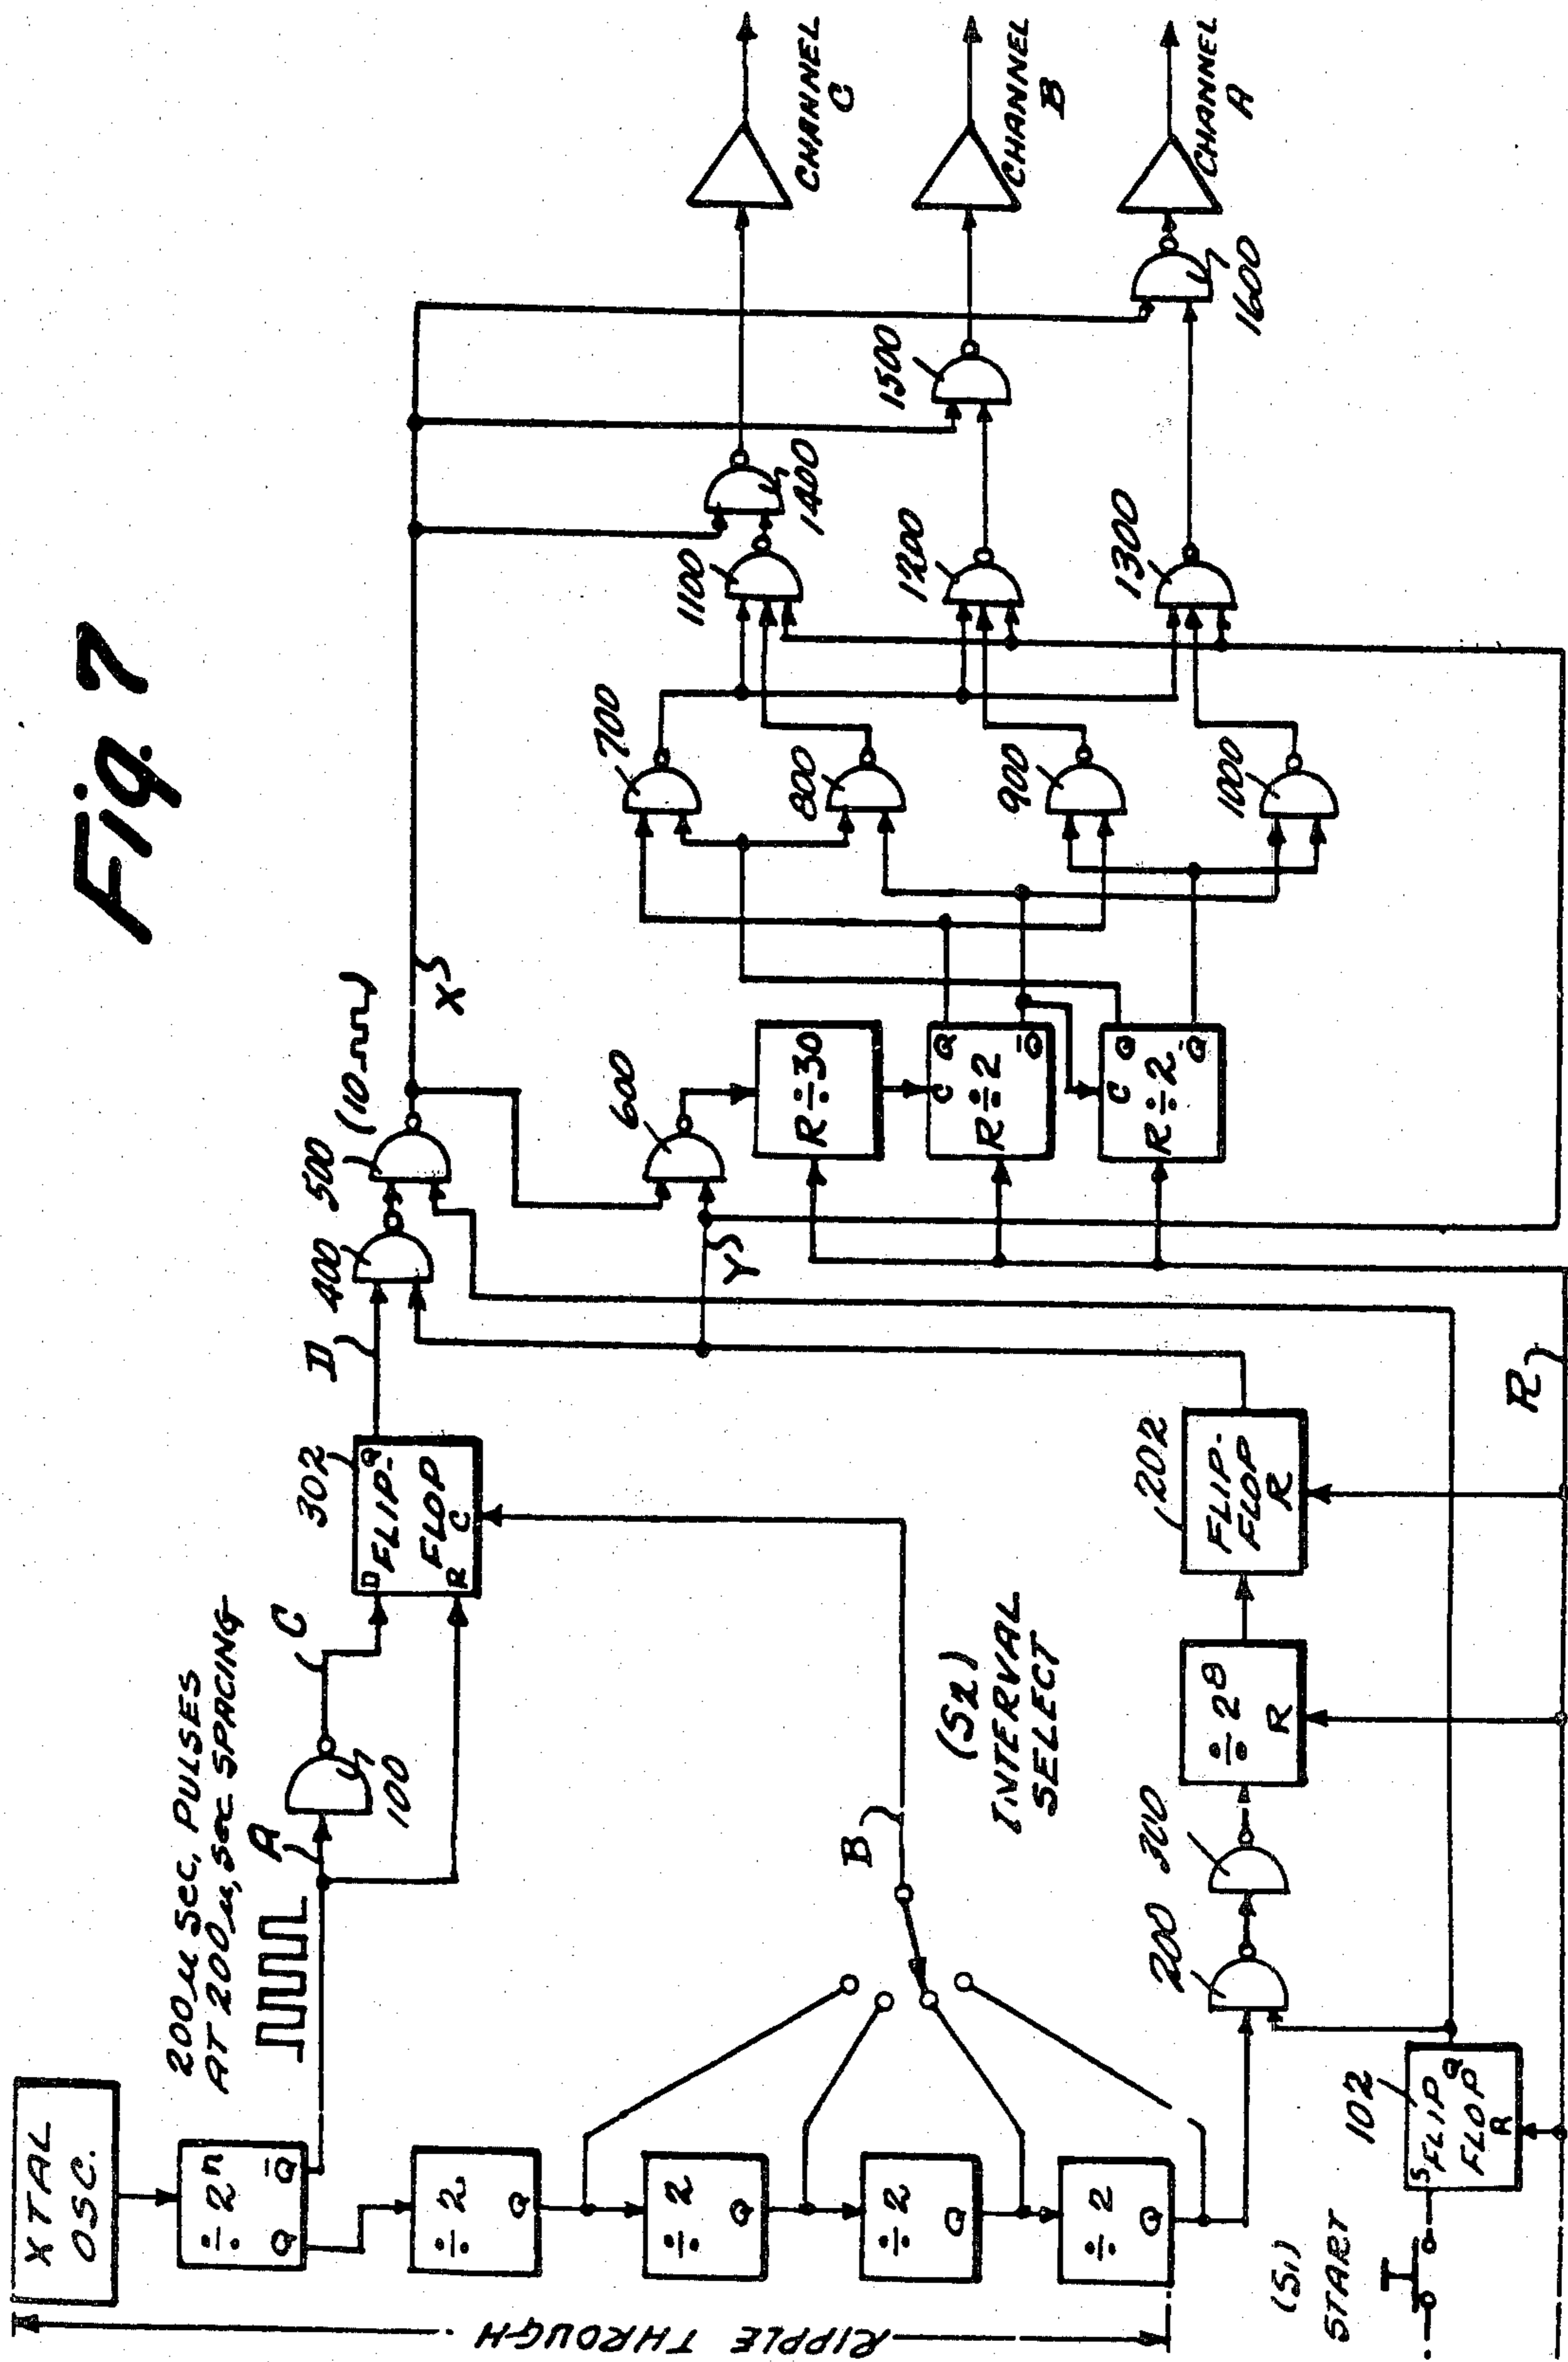 Fig. 7
XTAL
OSC.
÷ 2ⁿ
Q Q̄
200 μ SEC. PULSES
AT 200 μ SEC SPACING
A
100
C
302
D FLIP- Q
FLOP
R C
D
400
500
(10
X
÷ 2
Q
÷ 2
Q
÷ 2
Q
÷ 2
Q
RIPPLE THROUGH
B
(S2)
INTERVAL
SELECT
600
Y
R÷30
C Q
R÷2
Q̄
C Q
R÷2
Q̄
700
800
900
1000
1100
1200
1300
1400
1500
1600
CHANNEL
C
CHANNEL
B
CHANNEL
A
(S1)
START
102
S FLIP Q
FLOP
R
200
300
÷ 2⁸
R
202
FLIP-
FLOP
R
R